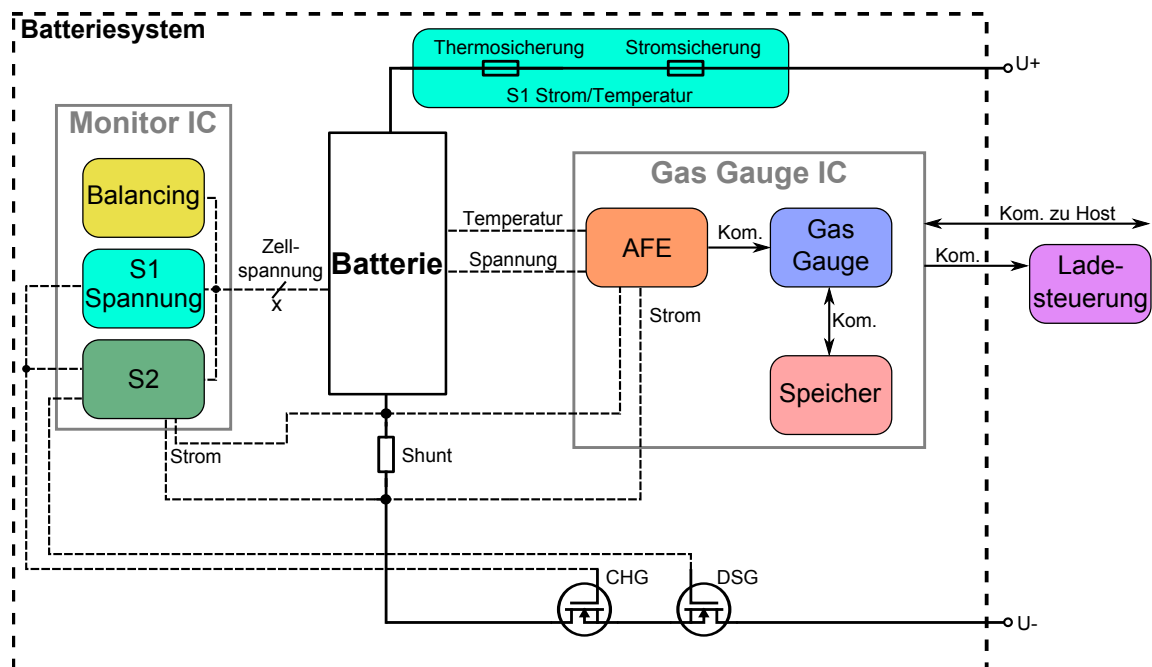 Batteriesystem
Thermosicherung
Stromsicherung
S1 Strom/Temperatur
U+
Monitor IC
Balancing
S1
Spannung
S2
Zell-
spannung
x
Batterie
Temperatur
Spannung
Gas Gauge IC
AFE
Kom.
Gas
Gauge
Kom.
Speicher
Strom
Kom. zu Host
Kom.
Lade-
steuerung
Strom
Shunt
CHG
DSG
U-